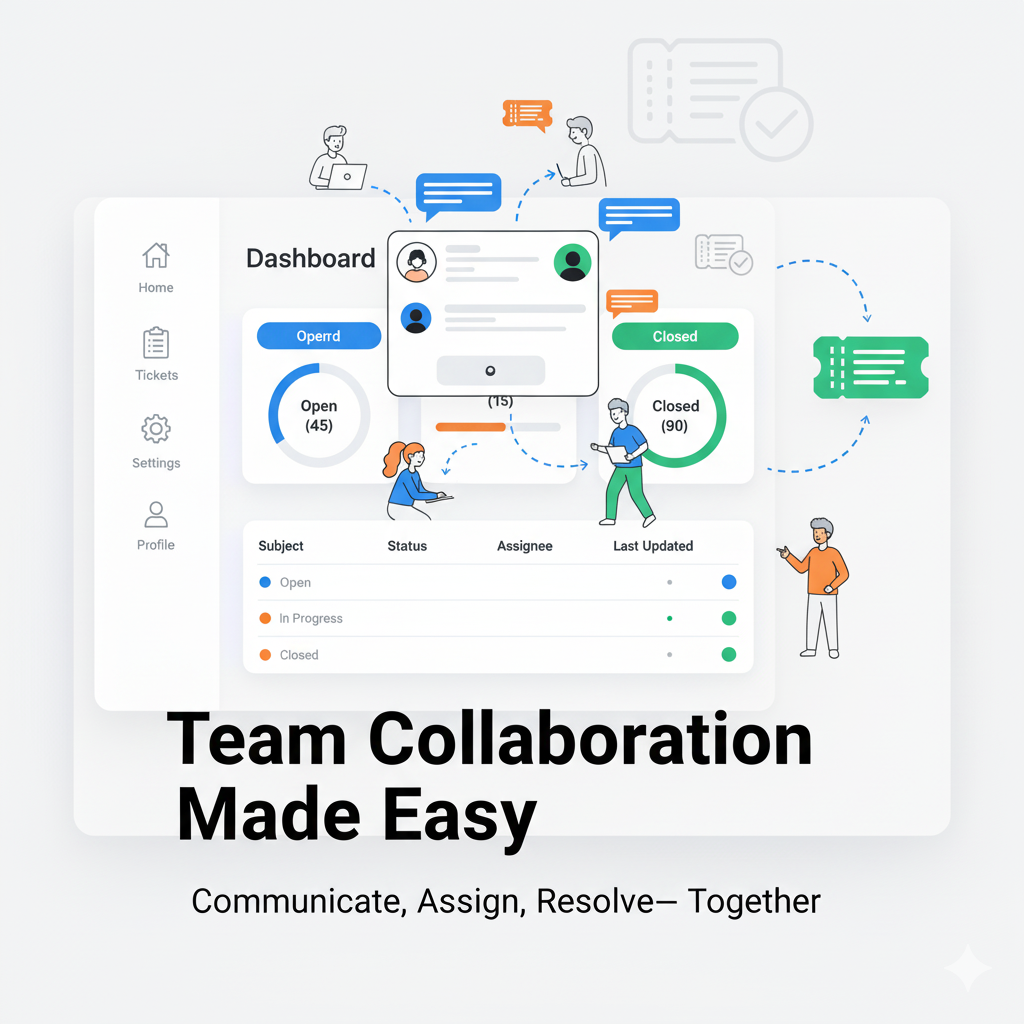 Dashboard
Home
Tickets
Settings
Profile
Operrd
Closed
Open
(45)
(15)
Closed
(90)
Subject Status Assignee Last Updated
Open
In Progress
Closed
Team Collaboration
Made Easy
Communicate, Assign, Resolve— Together